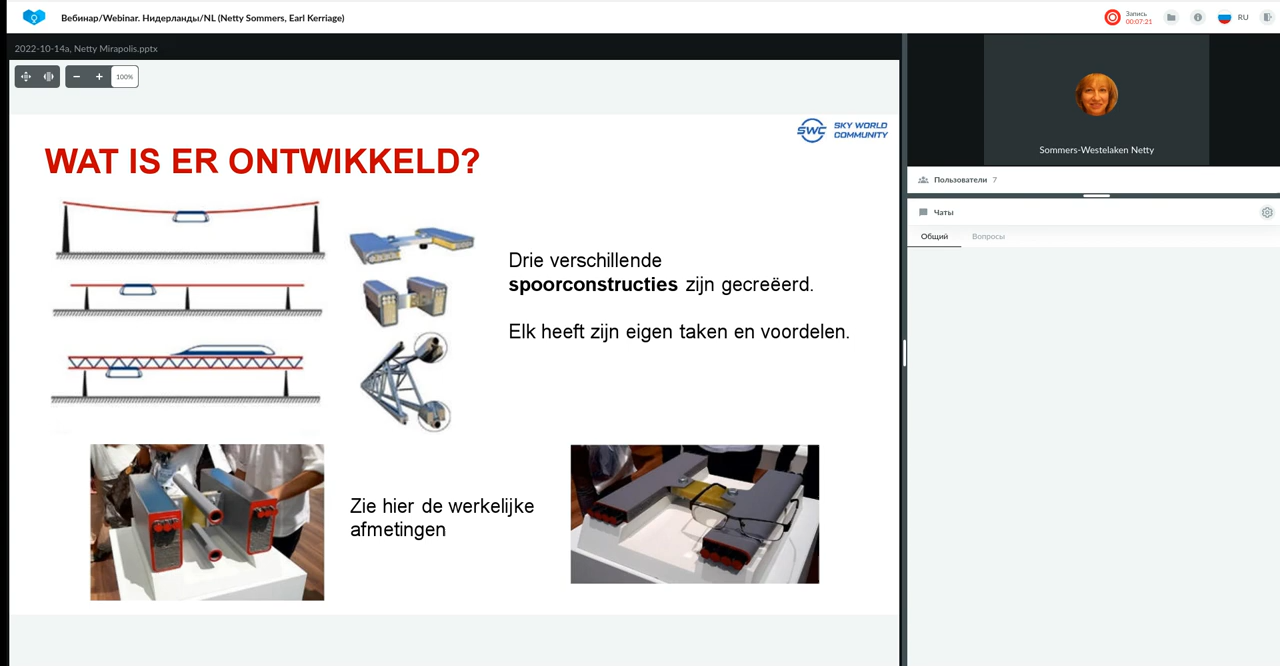 Вебинар/Webinar. Нидерланды/NL (Netty Sommers, Earl Kerriage)
Запись
00:07:21
RU
2022-10-14a, Netty Mirapolis.pptx
100%
SWC SKY WORLD
COMMUNITY
WAT IS ER ONTWIKKELD?
Drie verschillende
spoorconstructies zijn gecreëerd.
Elk heeft zijn eigen taken en voordelen.
Zie hier de werkelijke
afmetingen
Sommers-Westelaken Netty
Пользователи 7
Чаты
Общий Вопросы